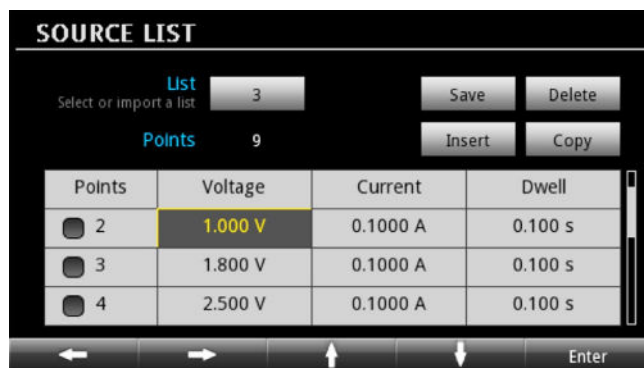 SOURCE LIST
List
Select or import a list
3
Save
Delete
Points
9
Insert
Copy
Points Voltage Current Dwell
2 1.000 V 0.1000 A 0.100 s
3 1.800 V 0.1000 A 0.100 s
4 2.500 V 0.1000 A 0.100 s
Enter